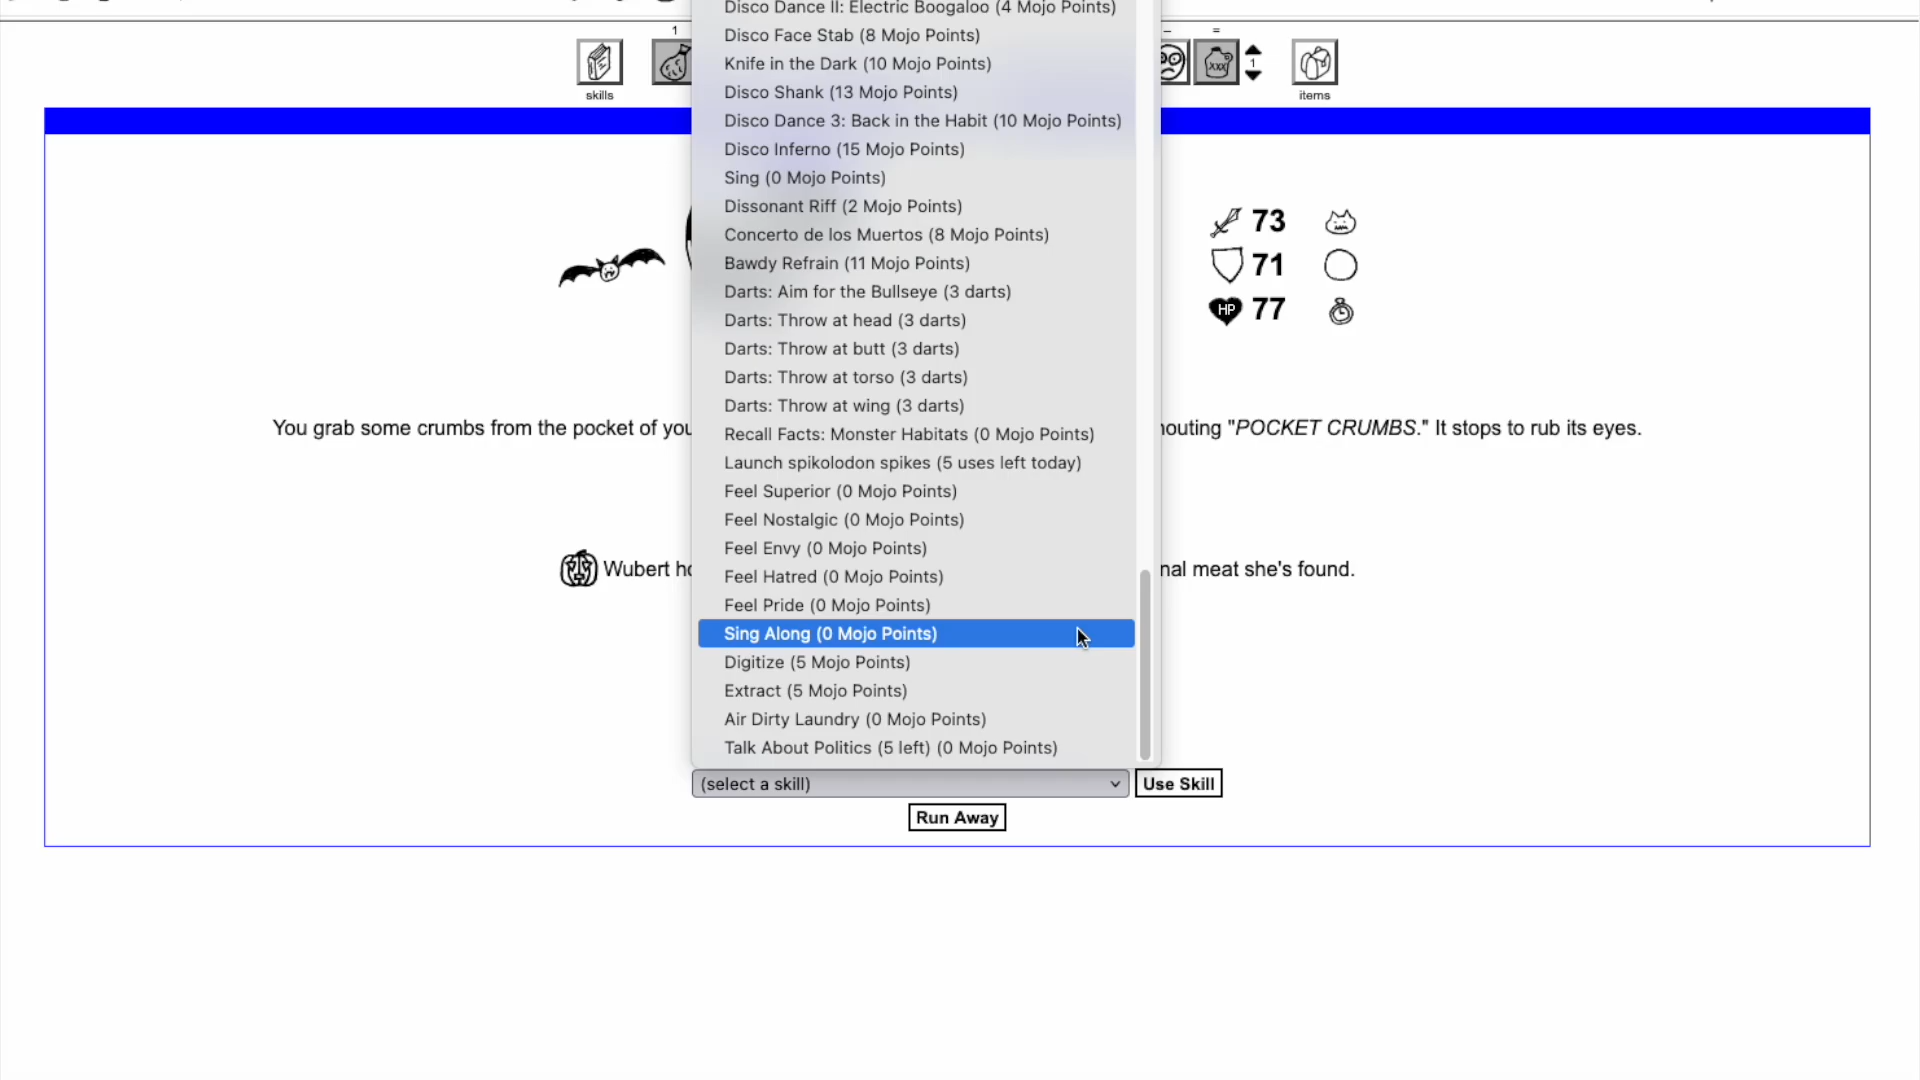 1
-
=
XXX
1
skills
items
Disco Dance II: Electric Boogaloo (4 Mojo Points)
Disco Face Stab (8 Mojo Points)
Knife in the Dark (10 Mojo Points)
Disco Shank (13 Mojo Points)
Disco Dance 3: Back in the Habit (10 Mojo Points)
Disco Inferno (15 Mojo Points)
Sing (0 Mojo Points)
Dissonant Riff (2 Mojo Points)
Concerto de los Muertos (8 Mojo Points)
Bawdy Refrain (11 Mojo Points)
Darts: Aim for the Bullseye (3 darts)
Darts: Throw at head (3 darts)
Darts: Throw at butt (3 darts)
Darts: Throw at torso (3 darts)
Darts: Throw at wing (3 darts)
Recall Facts: Monster Habitats (0 Mojo Points)
Launch spikolodon spikes (5 uses left today)
Feel Superior (0 Mojo Points)
Feel Nostalgic (0 Mojo Points)
Feel Envy (0 Mojo Points)
Feel Hatred (0 Mojo Points)
Feel Pride (0 Mojo Points)
Sing Along (0 Mojo Points)
Digitize (5 Mojo Points)
Extract (5 Mojo Points)
Air Dirty Laundry (0 Mojo Points)
Talk About Politics (5 left) (0 Mojo Points)
73
71
HP 77
You grab some crumbs from the pocket of "POCKET CRUMBS." It stops to rub its eyes.
Wubert meat she's found.
(select a skill)
Use Skill
Run Away